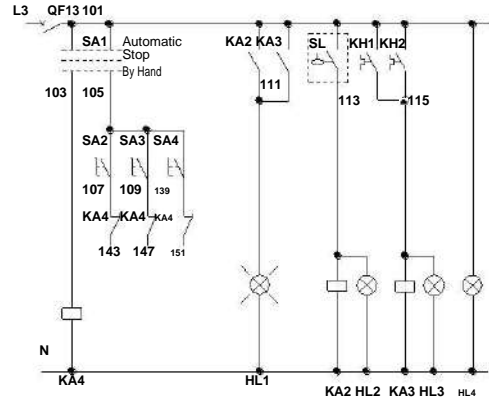 L3 QF13 101
SA1 Automatic
Stop
By Hand
KA2 KA3 SL KH1 KH2
103 105 111 113 115
SA2 SA3 SA4
107 109 139
KA4 KA4 KA4
143 147 151
N
KA4 HL1 KA2 HL2 KA3 HL3 HL4